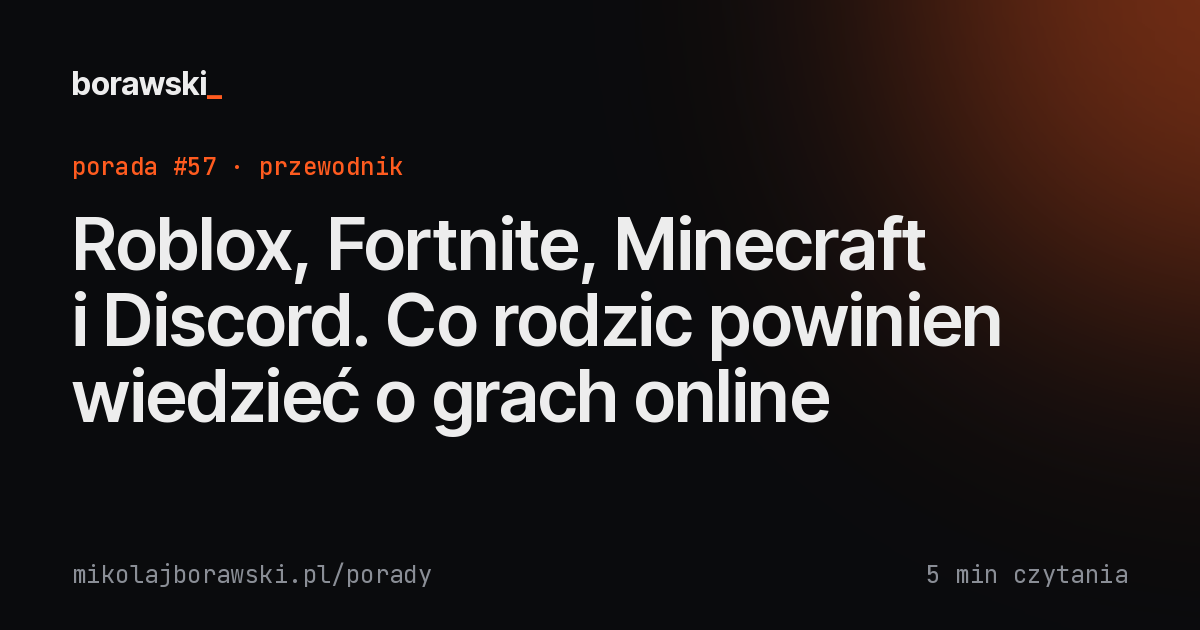 borawski_
porada #57 · przewodnik
Roblox, Fortnite, Minecraft
i Discord. Co rodzic powinien
wiedzieć o grach online
mikolajborawski.pl/porady
5 min czytania